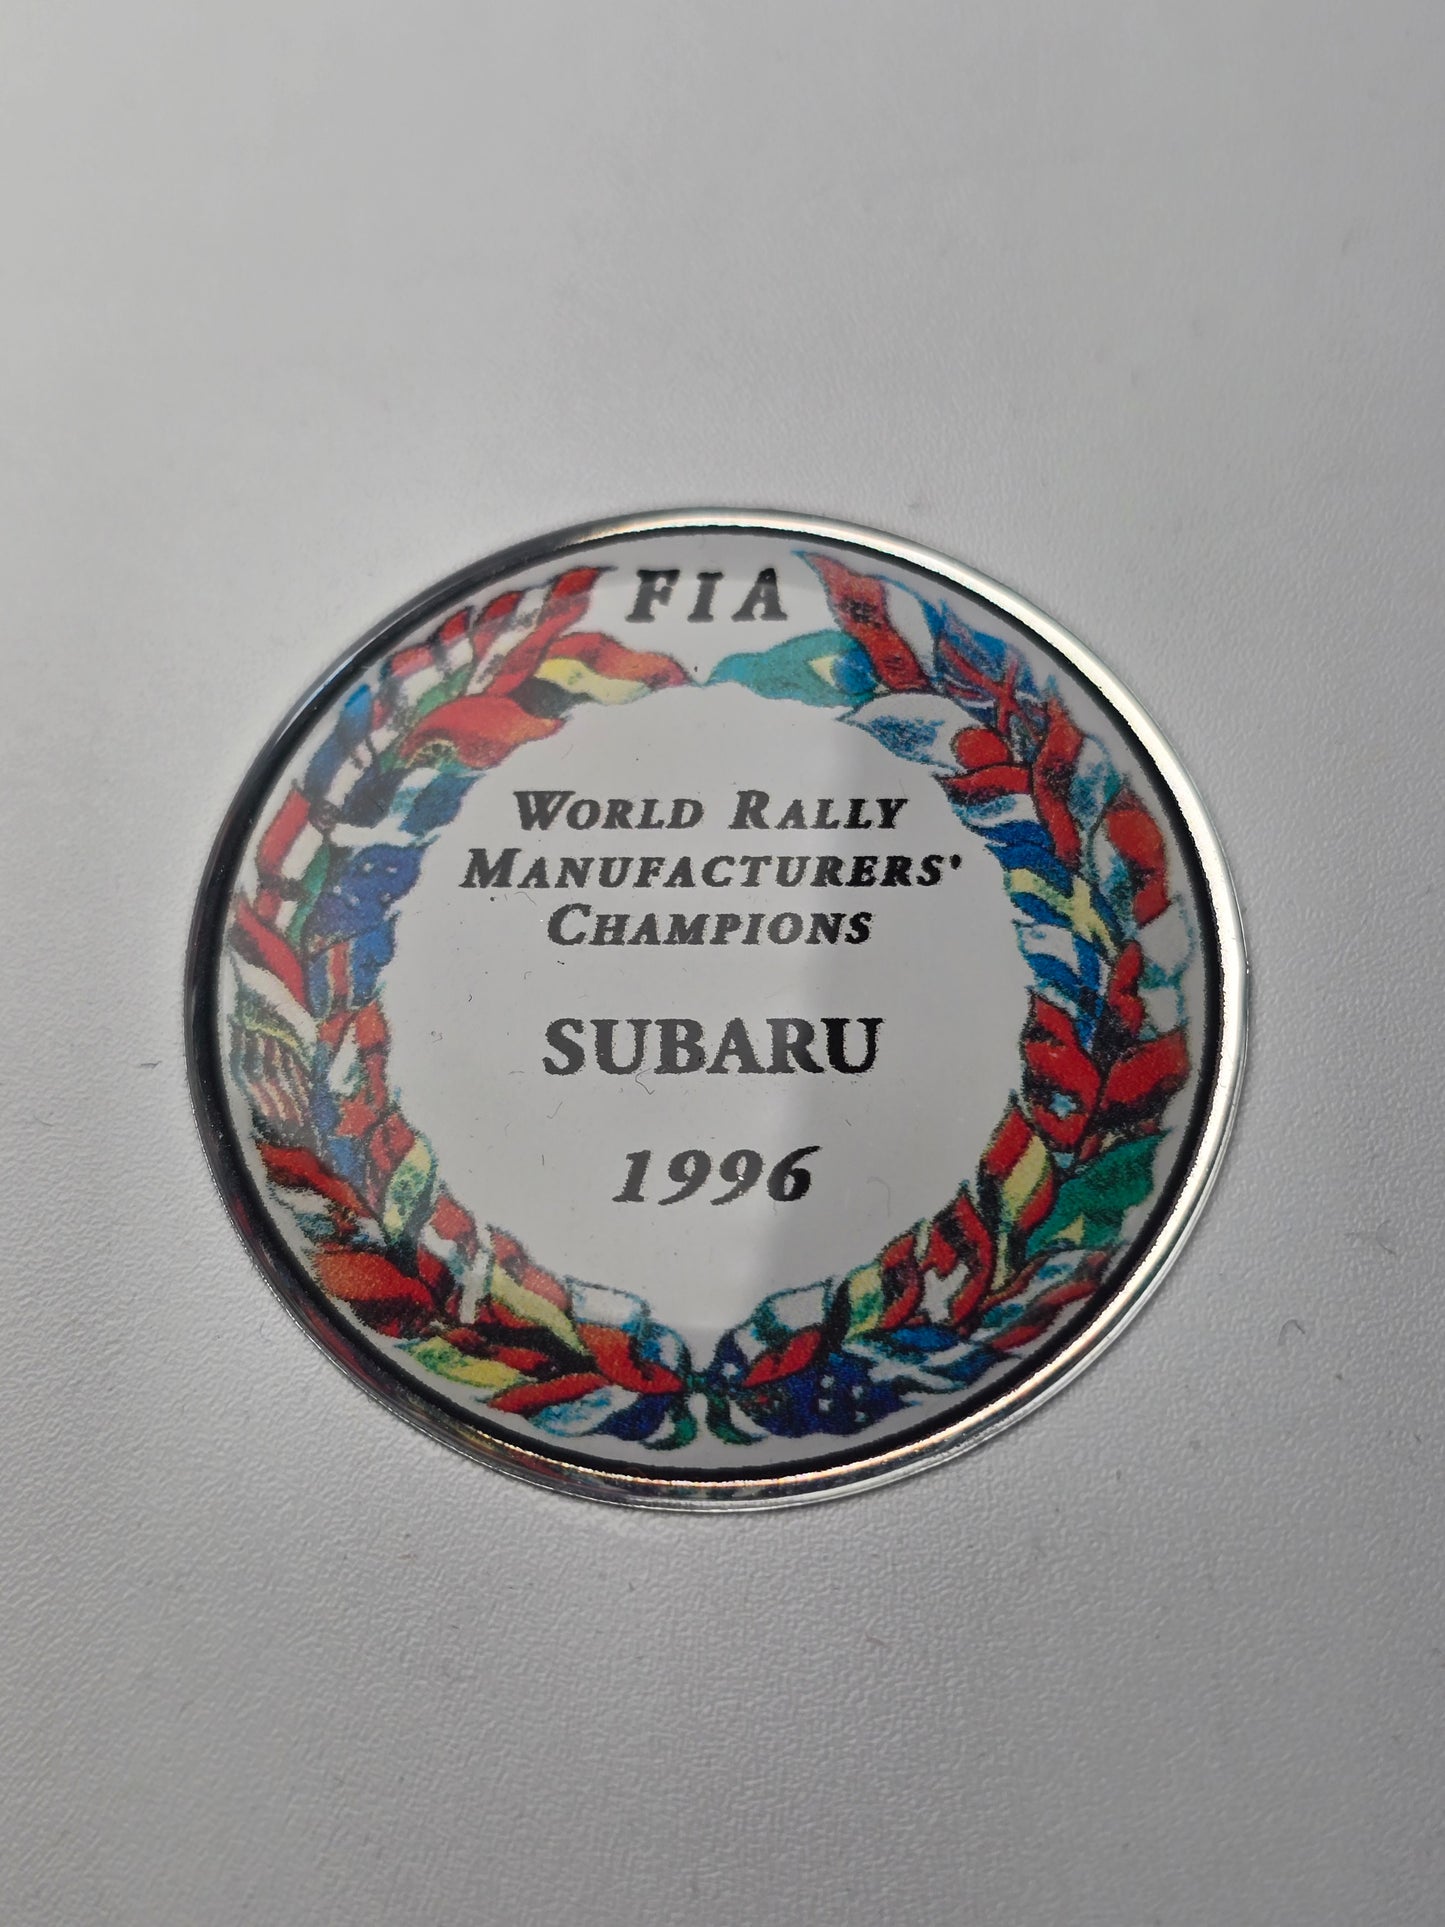 FIA
WORLD RALLY
MANUFACTURERS'
CHAMPIONS
SUBARU
1996